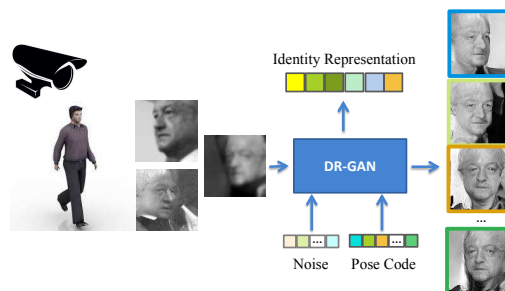 Identity Representation
DR-GAN
...
... ...
Noise Pose Code